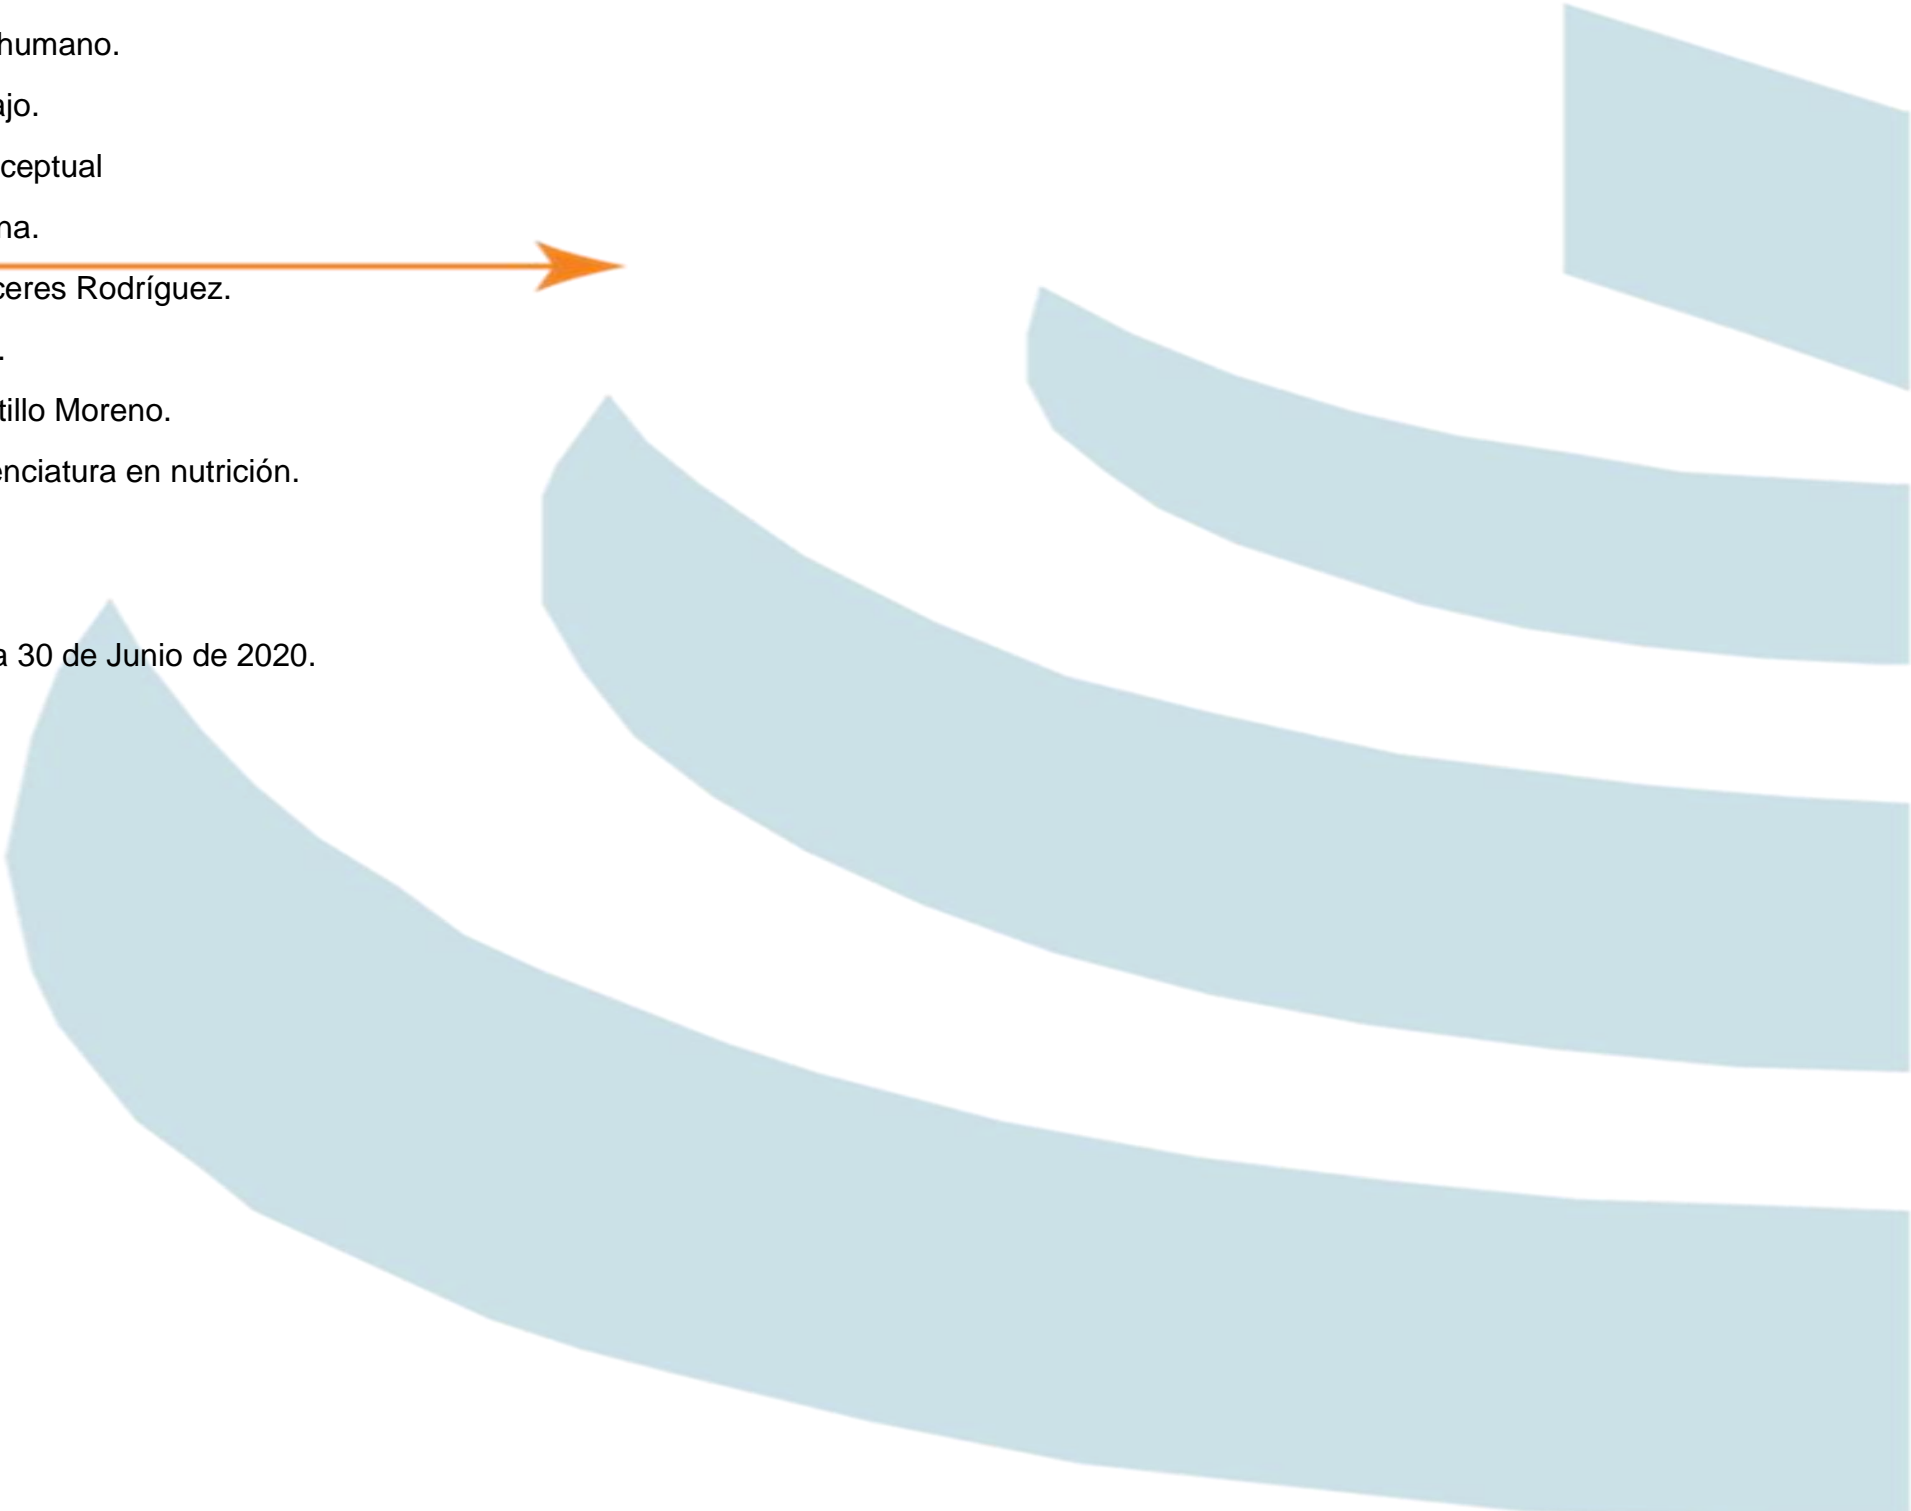 humano.
ajo.
ceptual
na.
ceres Rodríguez.
.
tillo Moreno.
enciatura en nutrición.
a 30 de Junio de 2020.